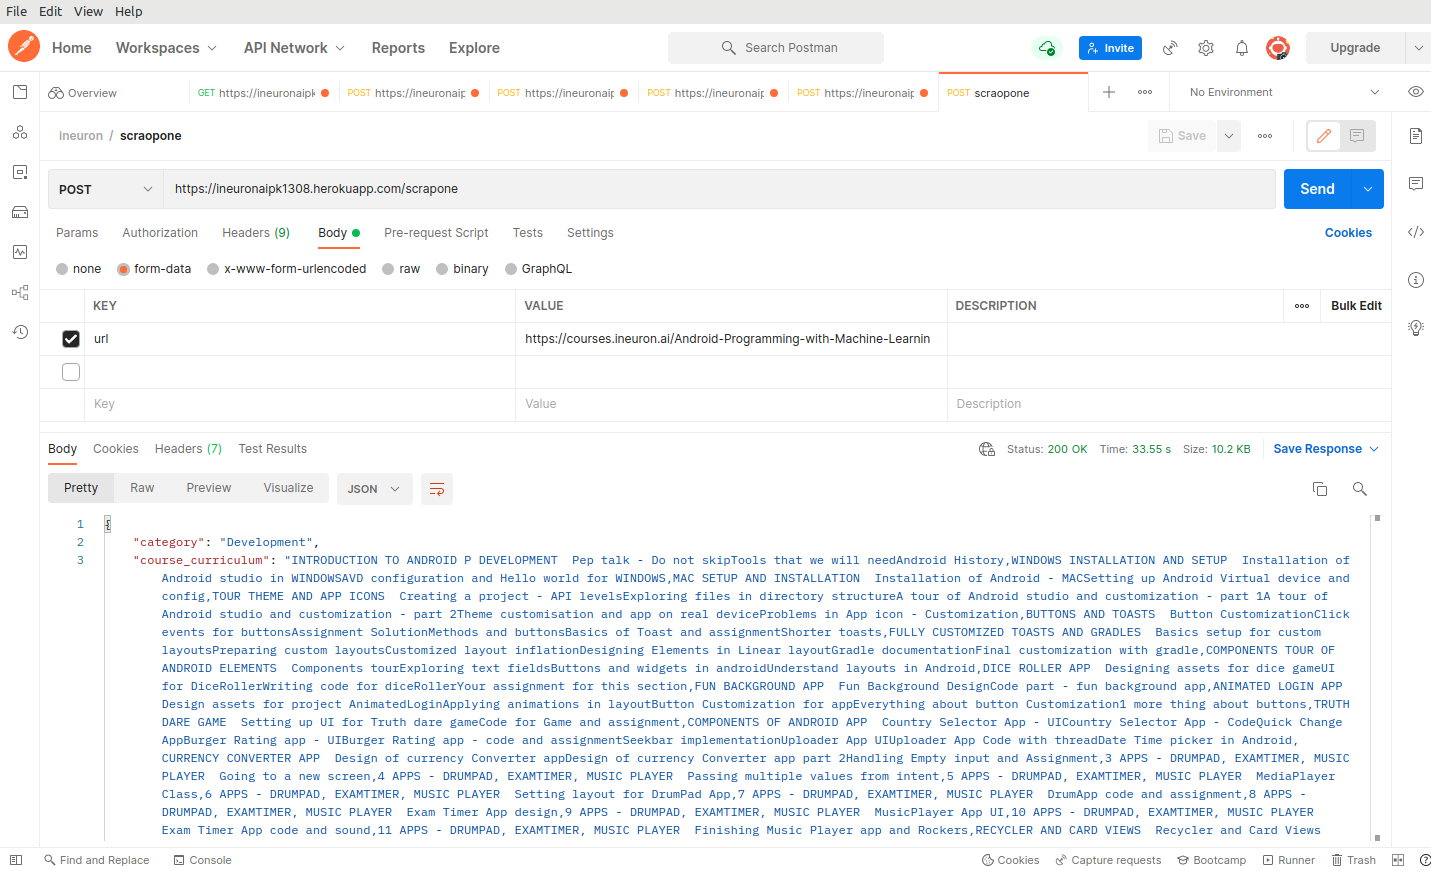 File Edit View Help
Home Workspaces API Network Reports Explore Search Postman Invite Upgrade
Overview GET https://ineuronaipk POST https://ineuronaip POST https://ineuronaip POST https://ineuronaip POST https://ineuronaip POST scraopone No Environment
ineuron / scraopone Save
POST https://ineuronaipk1308.herokuapp.com/scrapone Send
Params Authorization Headers (9) Body Pre-request Script Tests Settings Cookies
none form-data x-www-form-urlencoded raw binary GraphQL
KEY VALUE DESCRIPTION Bulk Edit
url https://courses.ineuron.ai/Android-Programming-with-Machine-Learnin
Key Value Description
Body Cookies Headers (7) Test Results Status: 200 OK Time: 33.55 s Size: 10.2 KB Save Response
Pretty Raw Preview Visualize JSON
1 {
2 "category": "Development",
3 "course_curriculum": "INTRODUCTION TO ANDROID P DEVELOPMENT  Pep talk - Do not skipTools that we will needAndroid History,WINDOWS INSTALLATION AND SETUP  Installation of
Android studio in WINDOWSAVD configuration and Hello world for WINDOWS,MAC SETUP AND INSTALLATION  Installation of Android - MACSetting up Android Virtual device and
config,TOUR THEME AND APP ICONS  Creating a project - API levelsExploring files in directory structureA tour of Android studio and customization - part 1A tour of
Android studio and customization - part 2Theme customisation and app on real deviceProblems in App icon - Customization,BUTTONS AND TOASTS  Button CustomizationClick
events for buttonsAssignment SolutionMethods and buttonsBasics of Toast and assignmentShorter toasts,FULLY CUSTOMIZED TOASTS AND GRADLES  Basics setup for custom
layoutsPreparing custom layoutsCustomized layout inflationDesigning Elements in Linear layoutGradle documentationFinal customization with gradle,COMPONENTS TOUR OF
ANDROID ELEMENTS  Components tourExploring text fieldsButtons and widgets in androidUnderstand layouts in Android,DICE ROLLER APP  Designing assets for dice gameUI
for DiceRollerWriting code for diceRollerYour assignment for this section,FUN BACKGROUND APP  Fun Background DesignCode part - fun background app,ANIMATED LOGIN APP
Design assets for project AnimatedLoginApplying animations in layoutButton Customization for appEverything about button Customization1 more thing about buttons,TRUTH
DARE GAME  Setting up UI for Truth dare gameCode for Game and assignment,COMPONENTS OF ANDROID APP  Country Selector App - UICountry Selector App - CodeQuick Change
AppBurger Rating app - UIBurger Rating app - code and assignmentSeekbar implementationUploader App UIUploader App Code with threadDate Time picker in Android,
CURRENCY CONVERTER APP  Design of currency Converter appDesign of currency Converter app part 2Handling Empty input and Assignment,3 APPS - DRUMPAD, EXAMTIMER, MUSIC
PLAYER  Going to a new screen,4 APPS - DRUMPAD, EXAMTIMER, MUSIC PLAYER  Passing multiple values from intent,5 APPS - DRUMPAD, EXAMTIMER, MUSIC PLAYER  MediaPlayer
Class,6 APPS - DRUMPAD, EXAMTIMER, MUSIC PLAYER  Setting layout for DrumPad App,7 APPS - DRUMPAD, EXAMTIMER, MUSIC PLAYER  DrumApp code and assignment,8 APPS -
DRUMPAD, EXAMTIMER, MUSIC PLAYER  Exam Timer App design,9 APPS - DRUMPAD, EXAMTIMER, MUSIC PLAYER  MusicPlayer App UI,10 APPS - DRUMPAD, EXAMTIMER, MUSIC PLAYER
Exam Timer App code and sound,11 APPS - DRUMPAD, EXAMTIMER, MUSIC PLAYER  Finishing Music Player app and Rockers,RECYCLER AND CARD VIEWS  Recycler and Card Views
Find and Replace Console Cookies Capture requests Bootcamp Runner Trash